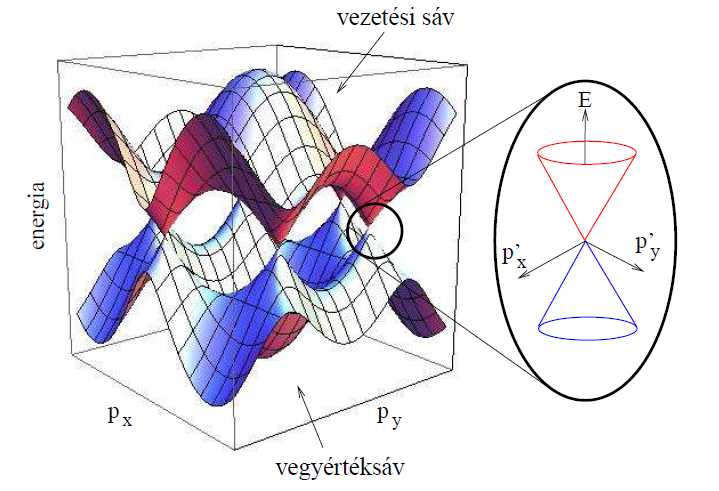 vezetési sáv
E
energia
p'x
p'y
px
py
vegyértéksáv